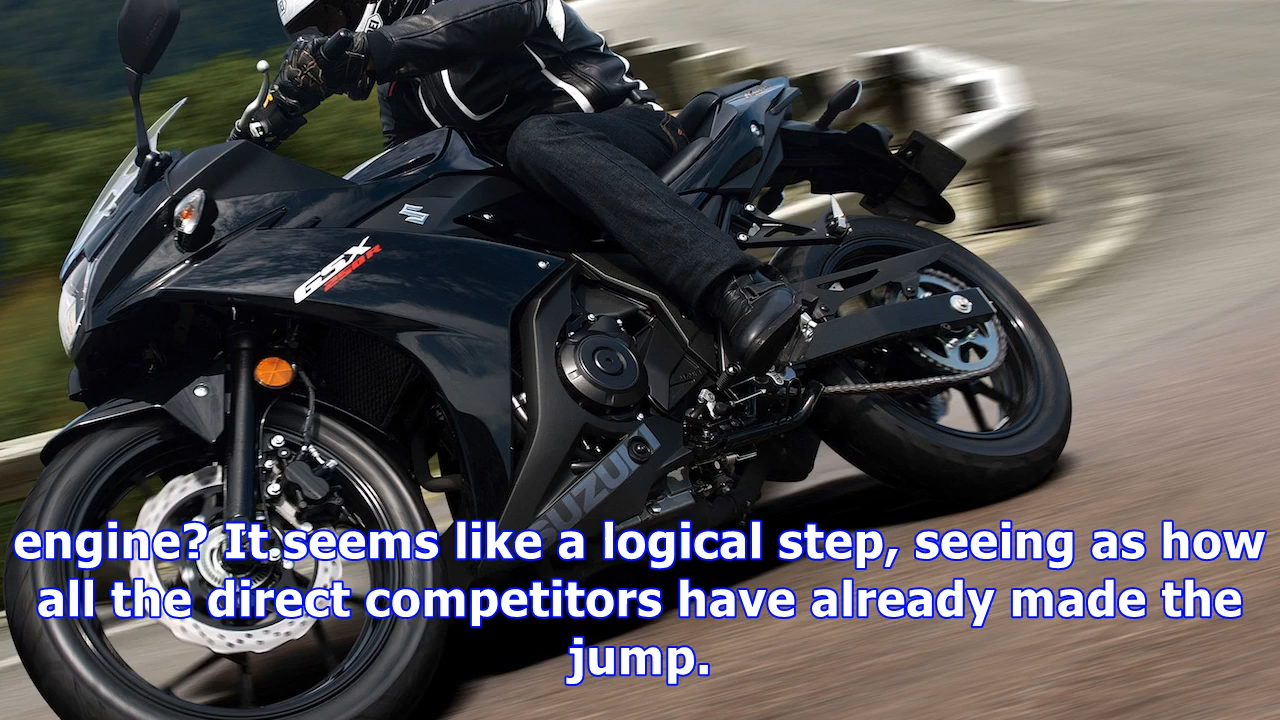 GSX
250R
SUZUKI
engine? It seems like a logical step, seeing as how
all the direct competitors have already made the
jump.